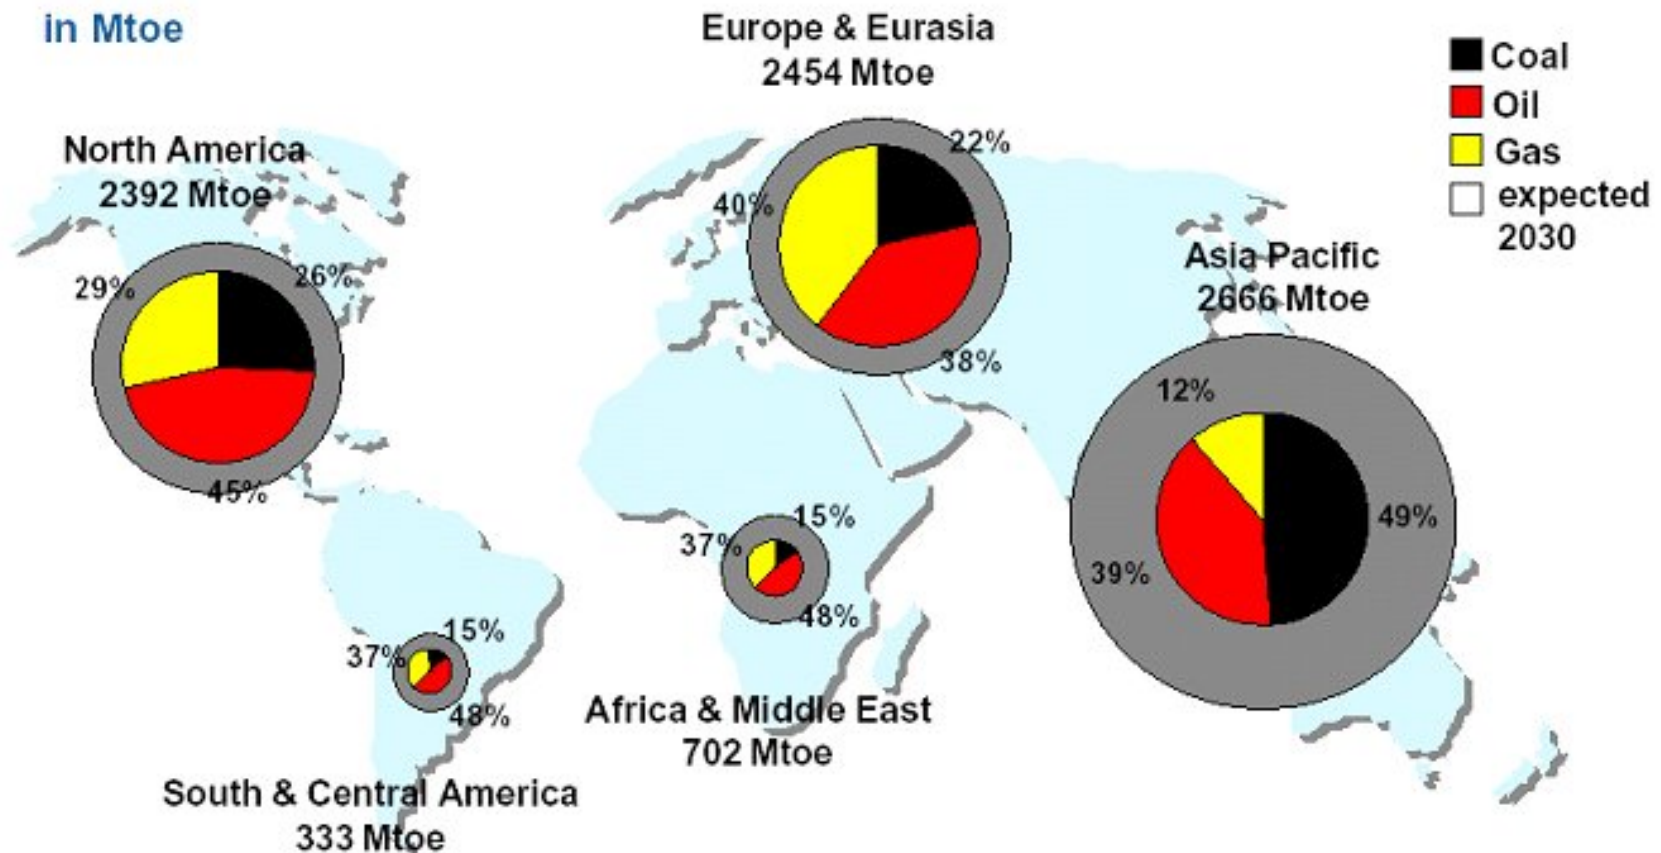 in Mtoe
Europe & Eurasia
2454 Mtoe
Coal
Oil
Gas
expected
2030
North America
2392 Mtoe
22%
40%
38%
29%
26%
45%
Asia Pacific
2666 Mtoe
12%
49%
39%
15%
37%
48%
Africa & Middle East
702 Mtoe
15%
37%
48%
South & Central America
333 Mtoe